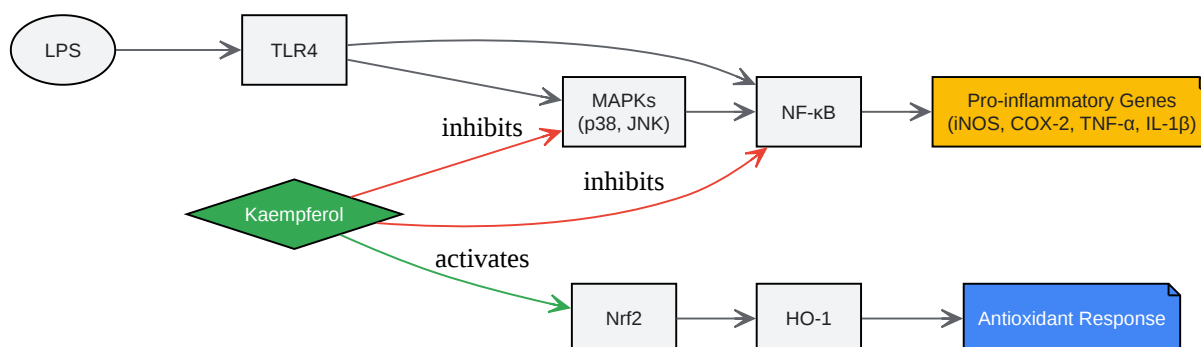 LPS
TLR4
MAPKs
(p38, JNK)
NF-κB
Pro-inflammatory Genes
(iNOS, COX-2, TNF-α, IL-1β)
inhibits
inhibits
Kaempferol
activates
Nrf2
HO-1
Antioxidant Response